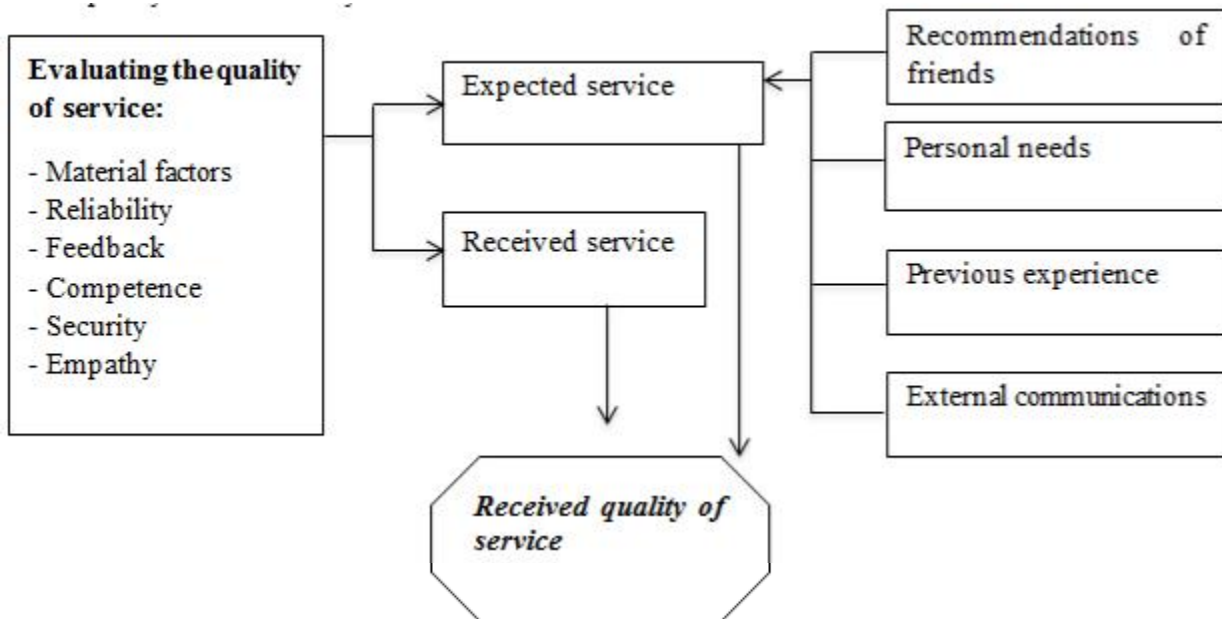 Evaluating the quality
of service:
- Material factors
- Reliability
- Feedback
- Competence
- Security
- Empathy
Expected service
Received service
Received quality of
service
Recommendations of
friends
Personal needs
Previous experience
External communications